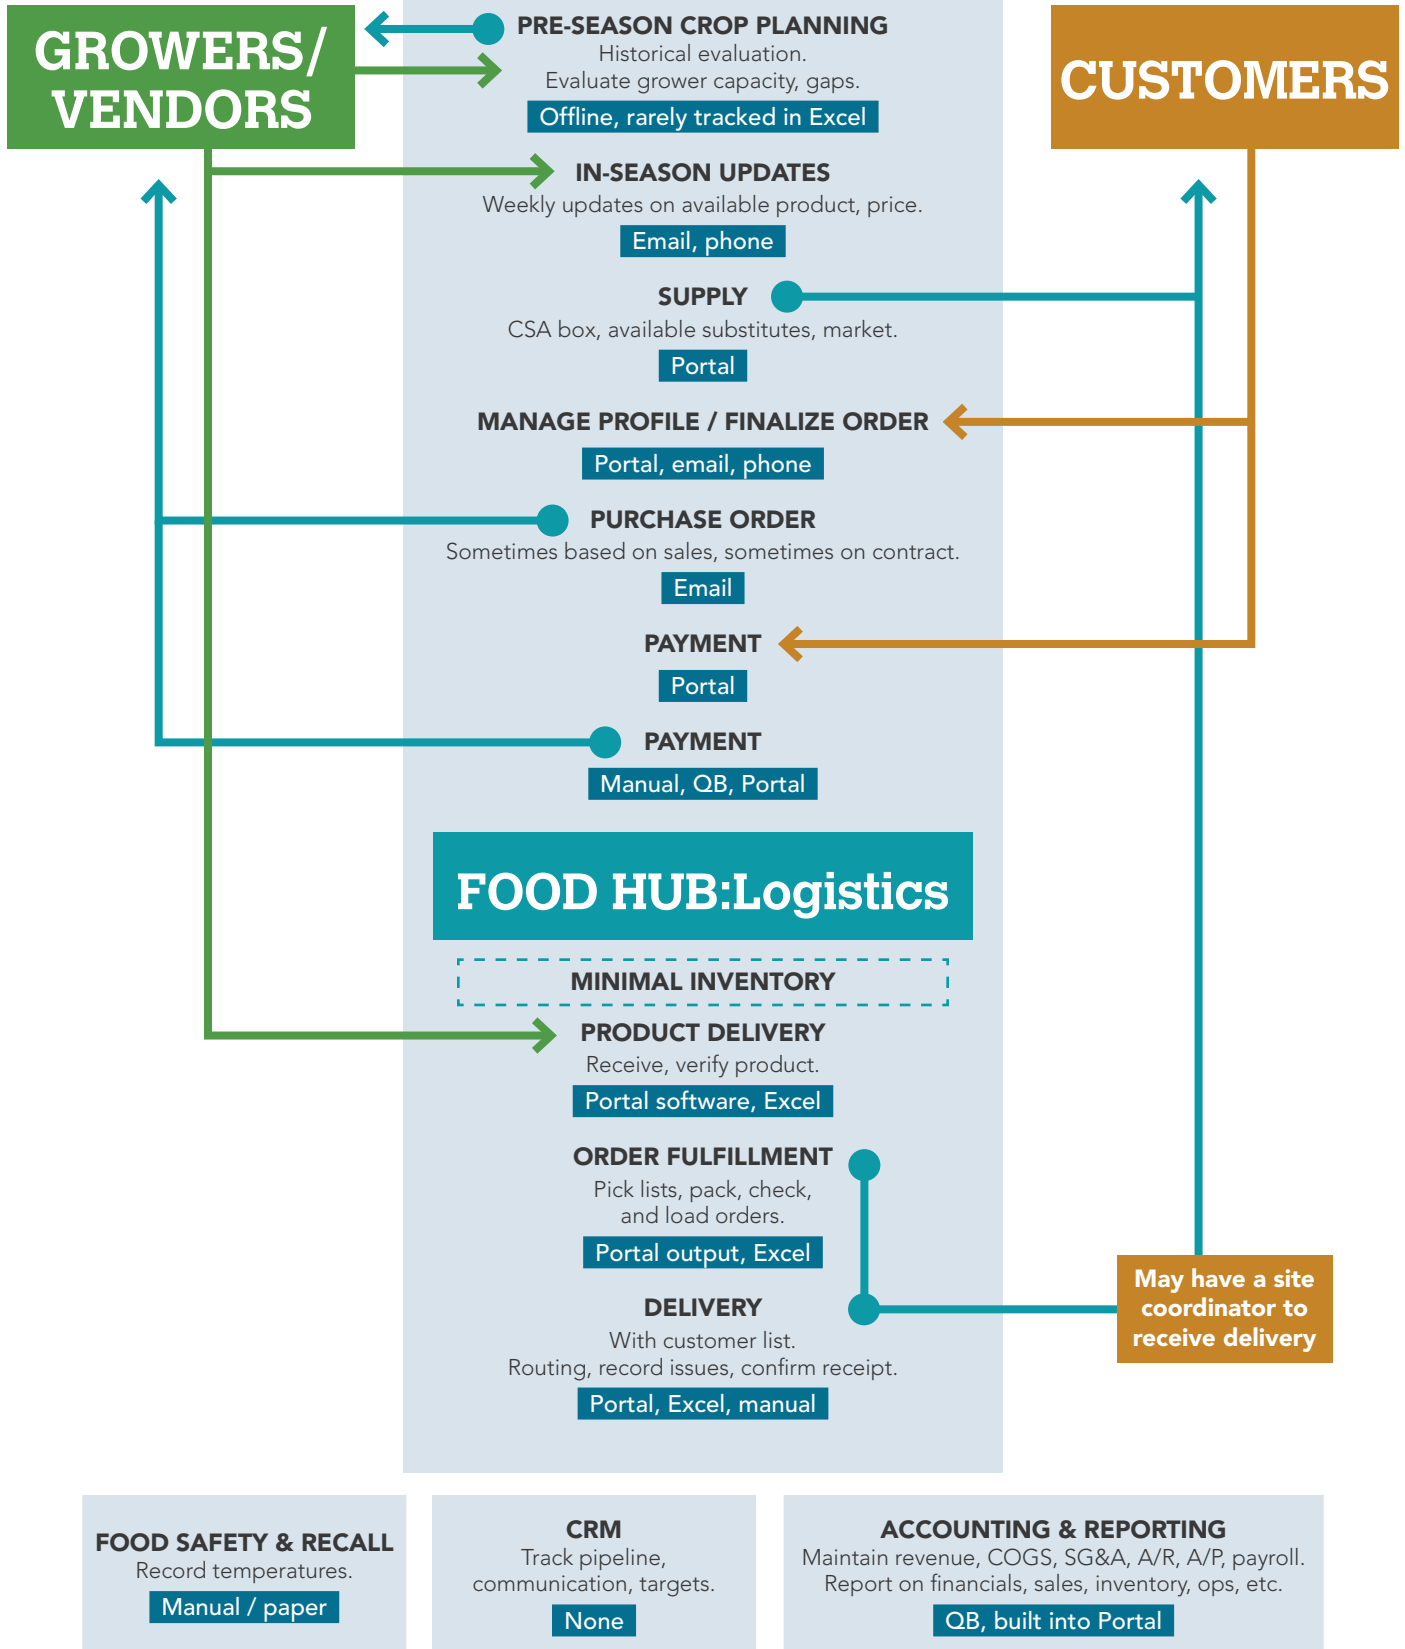 GROWERS/
VENDORS
CUSTOMERS
PRE-SEASON CROP PLANNING
Historical evaluation.
Evaluate grower capacity, gaps.
Offline, rarely tracked in Excel
IN-SEASON UPDATES
Weekly updates on available product, price.
Email, phone
SUPPLY
CSA box, available substitutes, market.
Portal
MANAGE PROFILE / FINALIZE ORDER
Portal, email, phone
PURCHASE ORDER
Sometimes based on sales, sometimes on contract.
Email
PAYMENT
Portal
PAYMENT
Manual, QB, Portal
FOOD HUB:Logistics
MINIMAL INVENTORY
PRODUCT DELIVERY
Receive, verify product.
Portal software, Excel
ORDER FULFILLMENT
Pick lists, pack, check,
and load orders.
Portal output, Excel
DELIVERY
With customer list.
Routing, record issues, confirm receipt.
Portal, Excel, manual
May have a site
coordinator to
receive delivery
FOOD SAFETY & RECALL
Record temperatures.
Manual / paper
CRM
Track pipeline,
communication, targets.
None
ACCOUNTING & REPORTING
Maintain revenue, COGS, SG&A, A/R, A/P, payroll.
Report on financials, sales, inventory, ops, etc.
QB, built into Portal